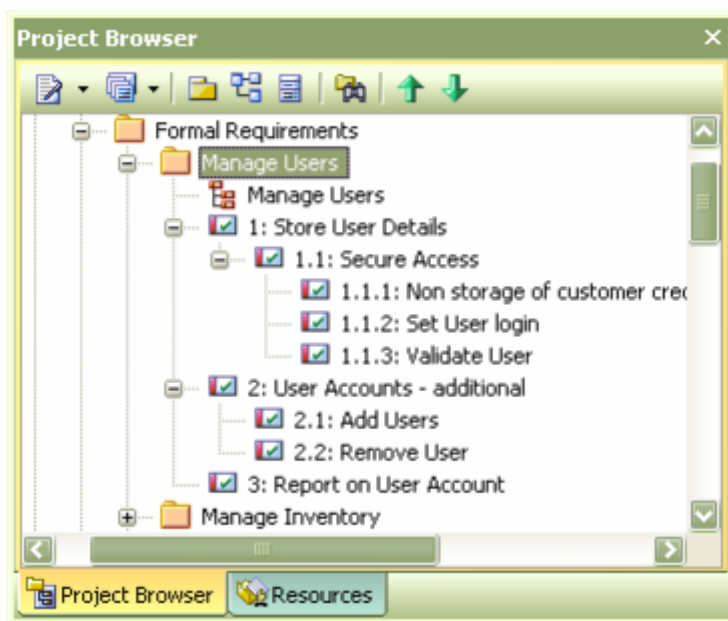 Project Browser
Formal Requirements
Manage Users
Manage Users
1: Store User Details
1.1: Secure Access
1.1.1: Non storage of customer
1.1.2: Set User login
1.1.3: Validate User
2: User Accounts - additional
2.1: Add Users
2.2: Remove User
3: Report on User Account
Manage Inventory
Project Browser Resources